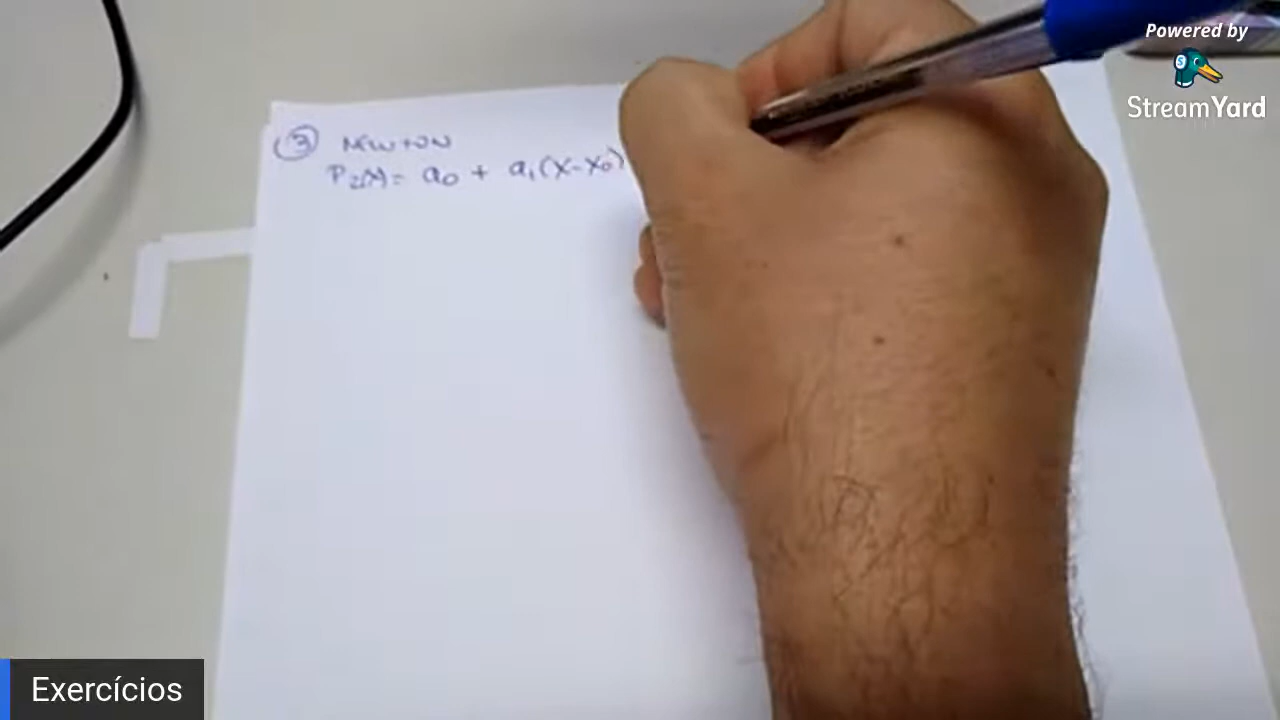 Powered by
StreamYard
③ NEWTON
P₂(x) = a₀ + a₁(x-x₀)
Exercícios